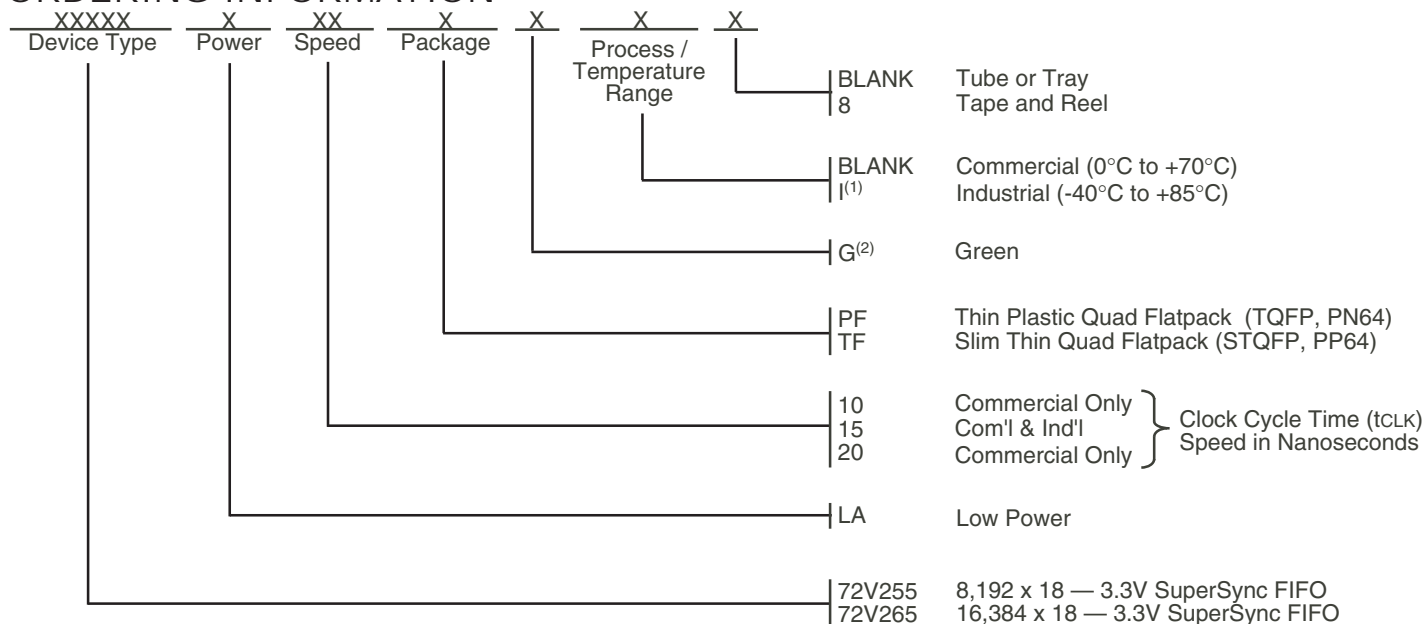 ORDERING INFORMATION
XXXXX X XX X X X X
Device Type Power Speed Package Process / Temperature Range
BLANK Tube or Tray
8 Tape and Reel
BLANK Commercial (0°C to +70°C)
I(1) Industrial (-40°C to +85°C)
G(2) Green
PF Thin Plastic Quad Flatpack (TQFP, PN64)
TF Slim Thin Quad Flatpack (STQFP, PP64)
10 Commercial Only
15 Com'l & Ind'l
20 Commercial Only
Clock Cycle Time (tCLK)
Speed in Nanoseconds
LA Low Power
72V255 8,192 x 18 — 3.3V SuperSync FIFO
72V265 16,384 x 18 — 3.3V SuperSync FIFO